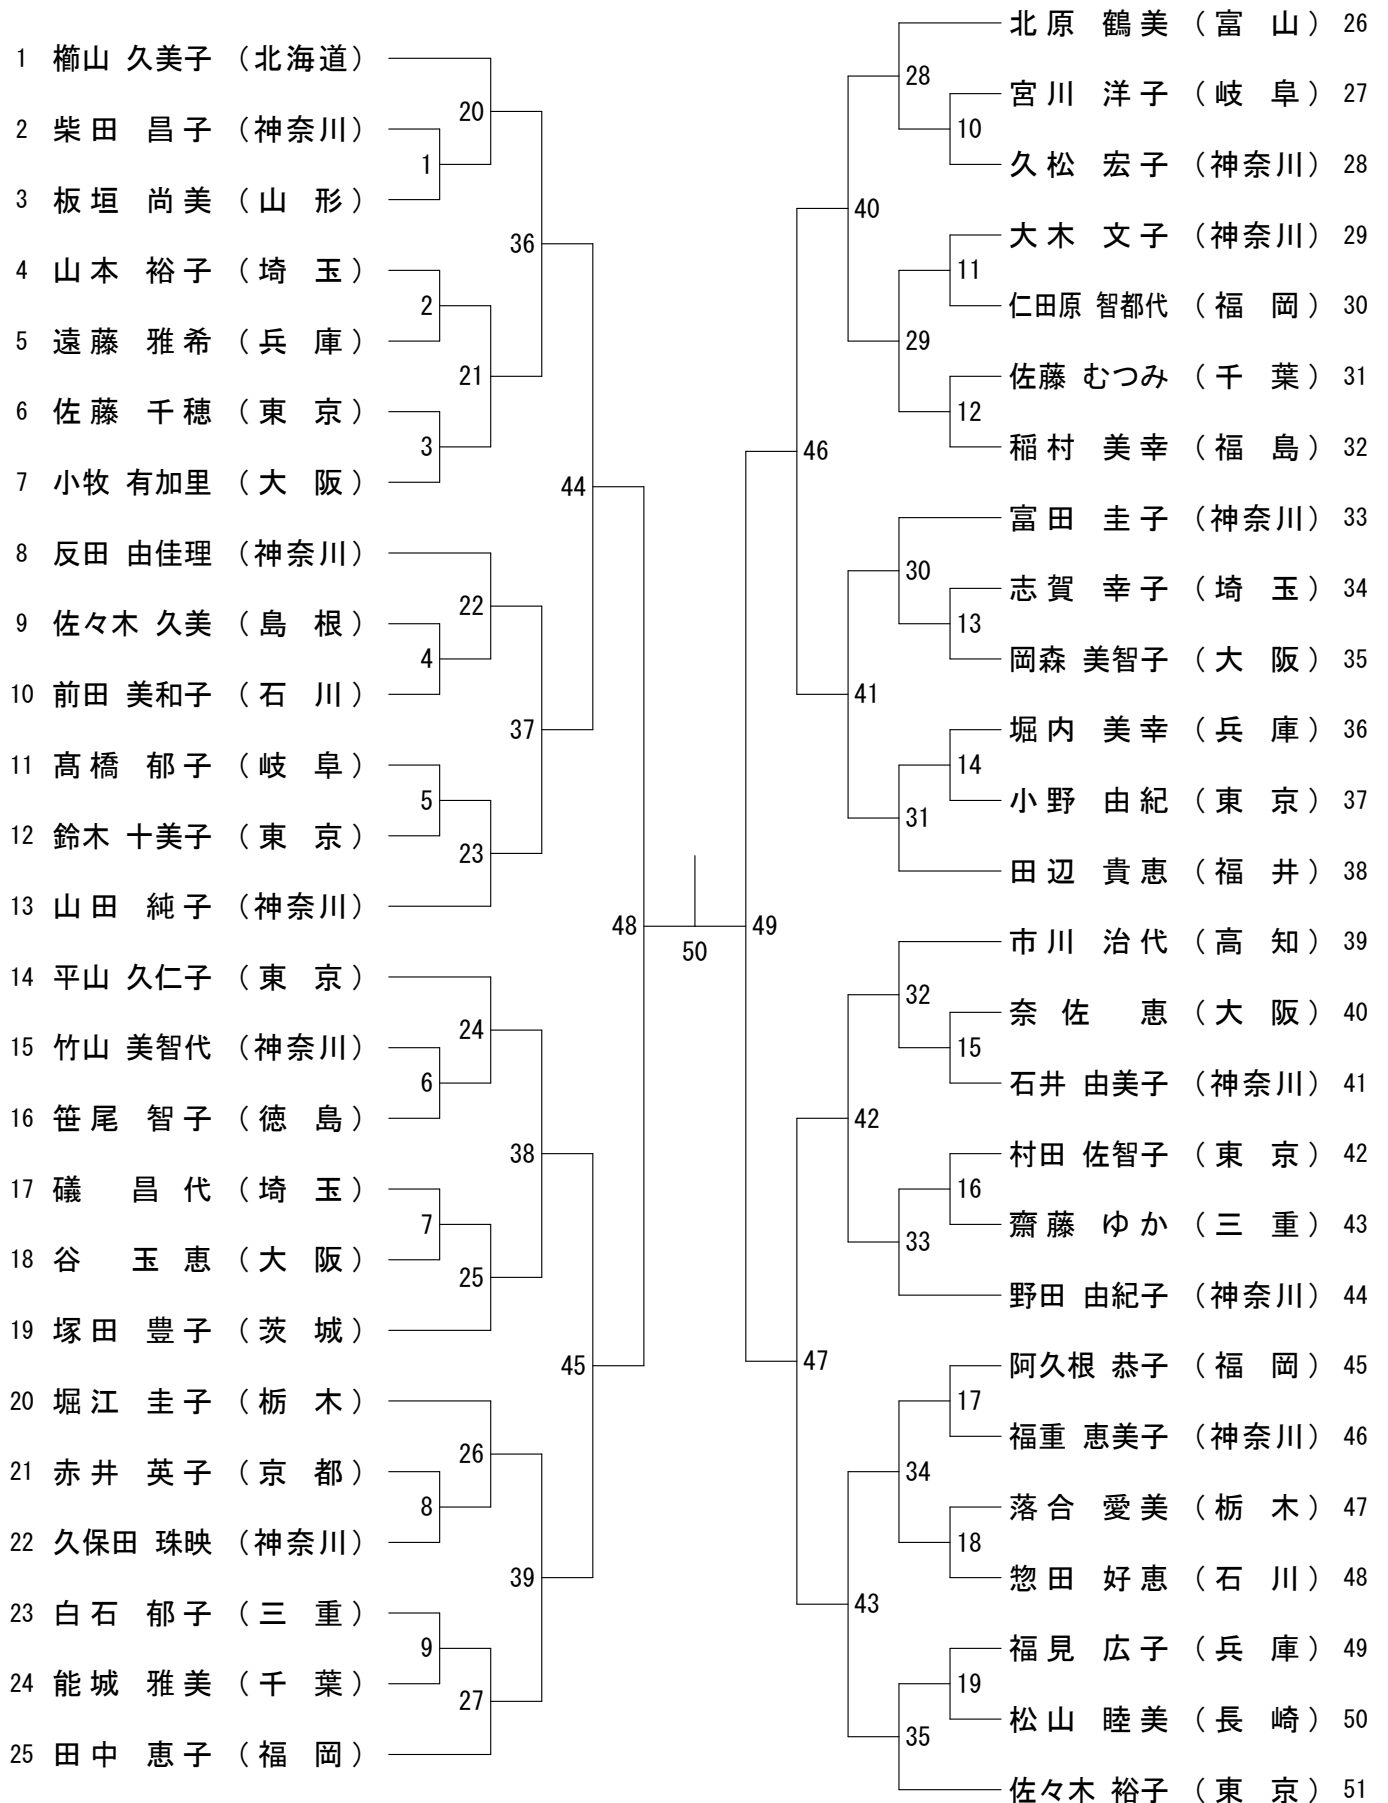 1 櫛山 久美子 (北海道)
2 柴田 昌子 (神奈川)
3 板垣 尚美 (山 形)
4 山本 裕子 (埼 玉)
5 遠藤 雅希 (兵 庫)
6 佐藤 千穂 (東 京)
7 小牧 有加里 (大 阪)
8 反田 由佳理 (神奈川)
9 佐々木 久美 (島 根)
10 前田 美和子 (石 川)
11 髙橋 郁子 (岐 阜)
12 鈴木 十美子 (東 京)
13 山田 純子 (神奈川)
14 平山 久仁子 (東 京)
15 竹山 美智代 (神奈川)
16 笹尾 智子 (徳 島)
17 礒 昌代 (埼 玉)
18 谷 玉恵 (大 阪)
19 塚田 豊子 (茨 城)
20 堀江 圭子 (栃 木)
21 赤井 英子 (京 都)
22 久保田 珠映 (神奈川)
23 白石 郁子 (三 重)
24 能城 雅美 (千 葉)
25 田中 恵子 (福 岡)
1
2
3
4
5
6
7
8
9
20
21
22
23
24
25
26
27
36
37
38
39
44
45
48
50
49
46
47
40
41
42
43
28
29
30
31
32
33
34
35
10
11
12
13
14
15
16
17
18
19
北原 鶴美 (富 山) 26
宮川 洋子 (岐 阜) 27
久松 宏子 (神奈川) 28
大木 文子 (神奈川) 29
仁田原 智都代 (福 岡) 30
佐藤 むつみ (千 葉) 31
稲村 美幸 (福 島) 32
富田 圭子 (神奈川) 33
志賀 幸子 (埼 玉) 34
岡森 美智子 (大 阪) 35
堀内 美幸 (兵 庫) 36
小野 由紀 (東 京) 37
田辺 貴恵 (福 井) 38
市川 治代 (高 知) 39
奈佐 恵 (大 阪) 40
石井 由美子 (神奈川) 41
村田 佐智子 (東 京) 42
齋藤 ゆか (三 重) 43
野田 由紀子 (神奈川) 44
阿久根 恭子 (福 岡) 45
福重 恵美子 (神奈川) 46
落合 愛美 (栃 木) 47
惣田 好恵 (石 川) 48
福見 広子 (兵 庫) 49
松山 睦美 (長 崎) 50
佐々木 裕子 (東 京) 51